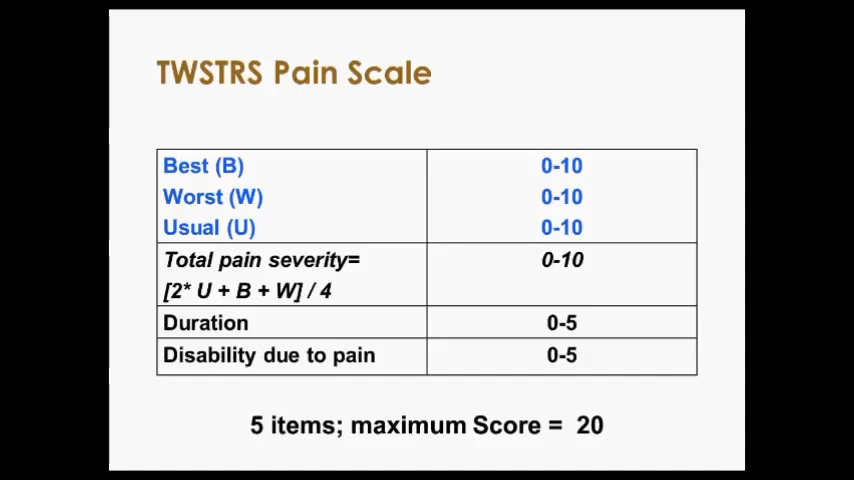 TWSTRS Pain Scale
Best (B) 0-10
Worst (W) 0-10
Usual (U) 0-10
Total pain severity= 0-10
[2* U + B + W] / 4
Duration 0-5
Disability due to pain 0-5
5 items; maximum Score = 20